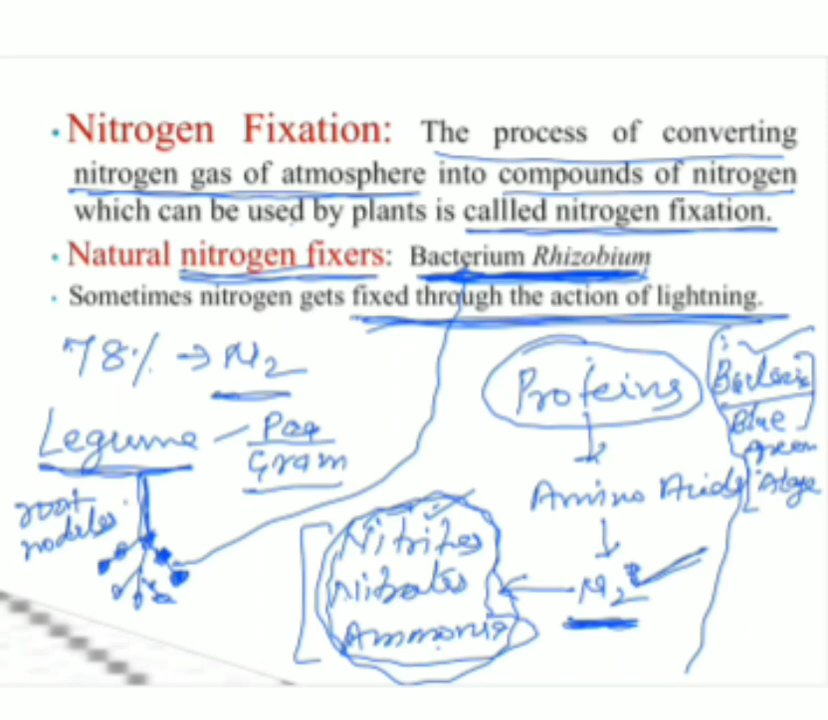 • Nitrogen Fixation: The process of converting
nitrogen gas of atmosphere into compounds of nitrogen
which can be used by plants is callled nitrogen fixation.
• Natural nitrogen fixers: Bacterium Rhizobium
• Sometimes nitrogen gets fixed through the action of lightning.
78% → N2
Legume – Pea
Gram
root
nodules
Proteins
Amino Acids
N2
Nitrites
Nitrates
Ammonia
Bacteria
Blue
green
Algae